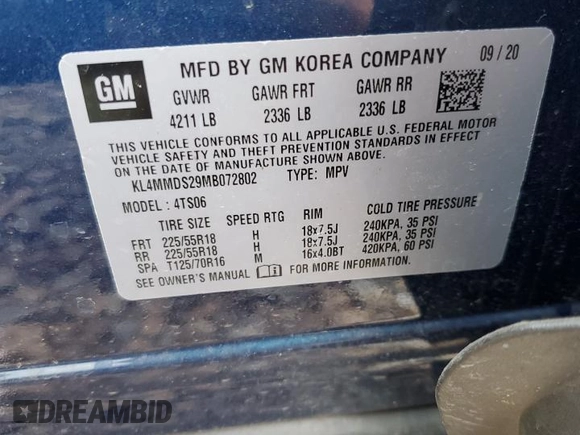 GM
MFD BY GM KOREA COMPANY 09 / 20
GVWR GAWR FRT GAWR RR
4211 LB 2336 LB 2336 LB
THIS VEHICLE CONFORMS TO ALL APPLICABLE U.S. FEDERAL MOTOR
VEHICLE SAFETY AND THEFT PREVENTION STANDARDS IN EFFECT
ON THE DATE OF MANUFACTURE SHOWN ABOVE.
KL4MMDS29MB072802 TYPE: MPV
MODEL: 4TS06
TIRE SIZE SPEED RTG RIM COLD TIRE PRESSURE
FRT 225/55R18 H 18x7.5J 240KPA, 35 PSI
RR 225/55R18 H 18x7.5J 240KPA, 35 PSI
SPA T125/70R16 M 16x4.0BT 420KPA, 60 PSI
SEE OWNER'S MANUAL i FOR MORE INFORMATION.
DREAMBID